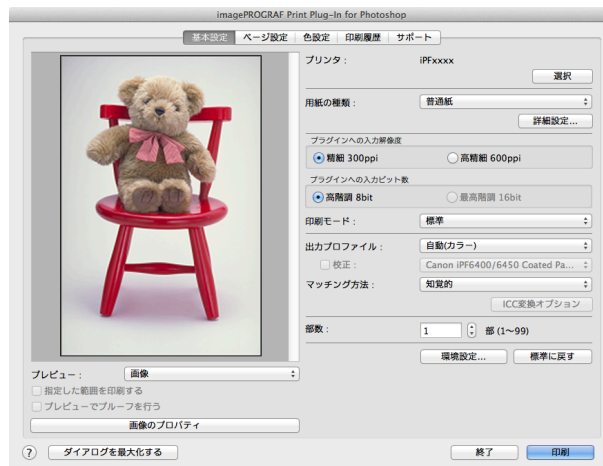 imagePROGRAF Print Plug-In for Photoshop
基本設定 ページ設定 色設定 印刷履歴 サポート
プリンタ： iPFxxxx
選択
用紙の種類： 普通紙
詳細設定...
プラグインへの入力解像度
精細 300ppi 高精細 600ppi
プラグインへの入力ビット数
高階調 8bit 最高階調 16bit
印刷モード： 標準
出力プロファイル： 自動(カラー)
校正： Canon iPF6400/6450 Coated Pa...
マッチング方法： 知覚的
ICC変換オプション
部数： 1 部 (1〜99)
環境設定... 標準に戻す
プレビュー： 画像
指定した範囲を印刷する
プレビューでプルーフを行う
画像のプロパティ
? ダイアログを最大化する 終了 印刷